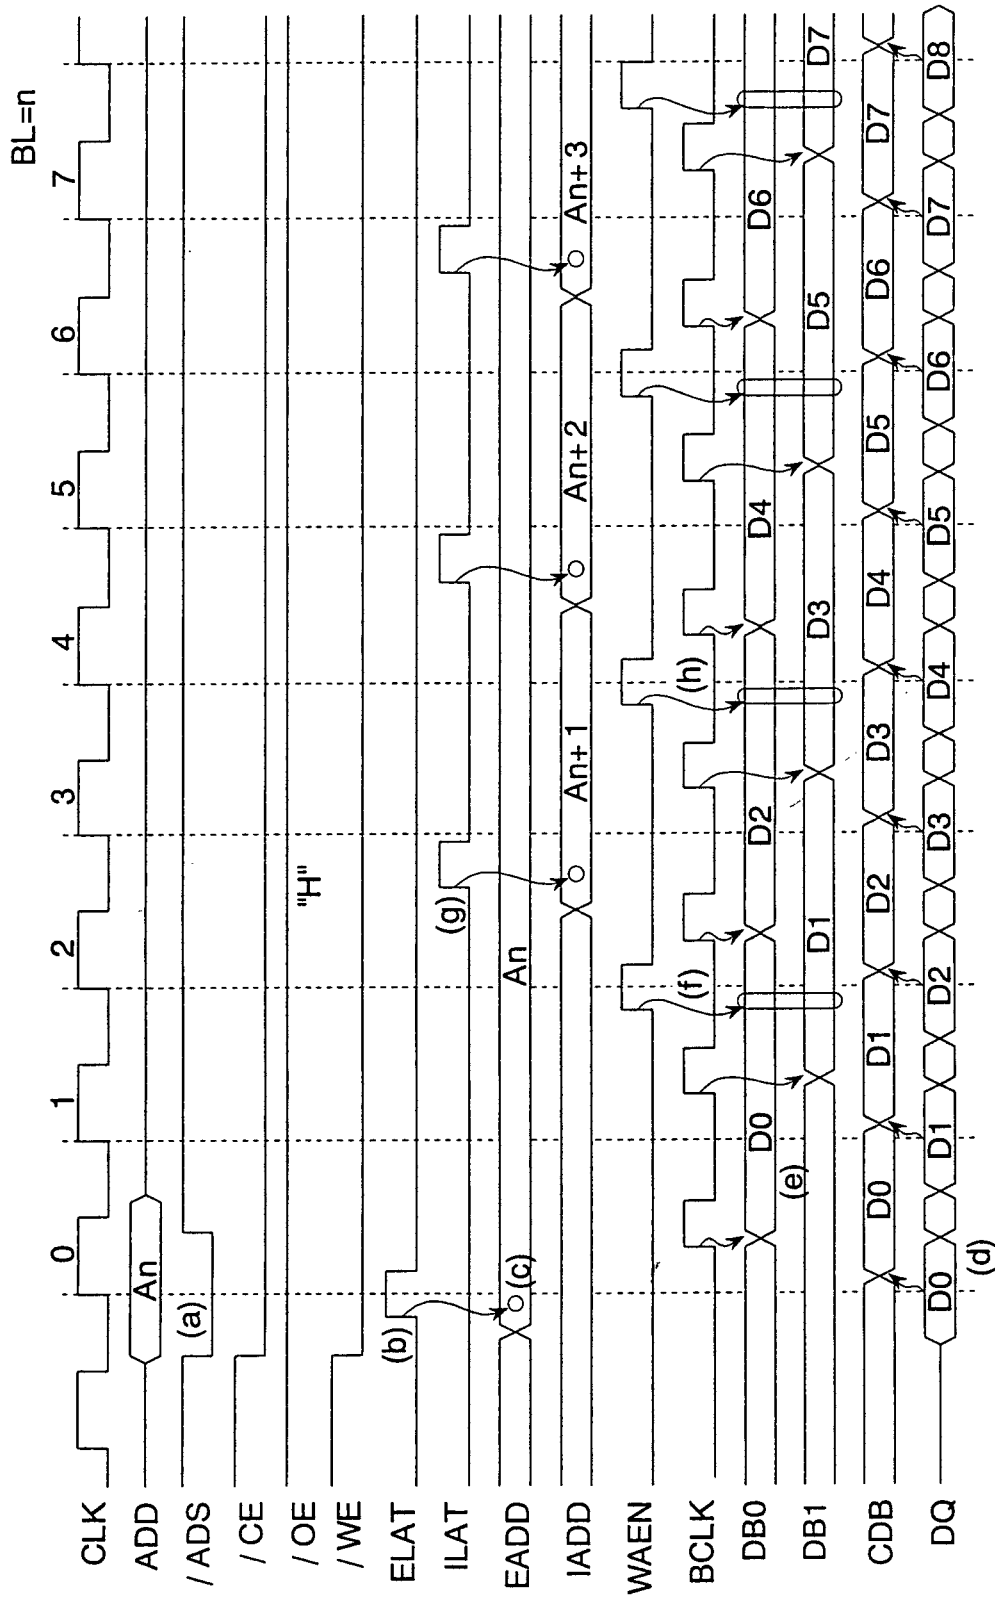 BL=n
0 1 2 3 4 5 6 7
CLK
ADD An
/ ADS (a)
/ CE
/ OE "H"
/ WE
ELAT (b)
ILAT (g)
EADD (c) An
IADD An+1 An+2 An+3
WAEN
BCLK (f) (h)
DB0 D0 D2 D4 D6
DB1 (e) D1 D3 D5 D7
CDB D0 D1 D2 D3 D4 D5 D6 D7
DQ D0 D1 D2 D3 D4 D5 D6 D7 D8
(d)